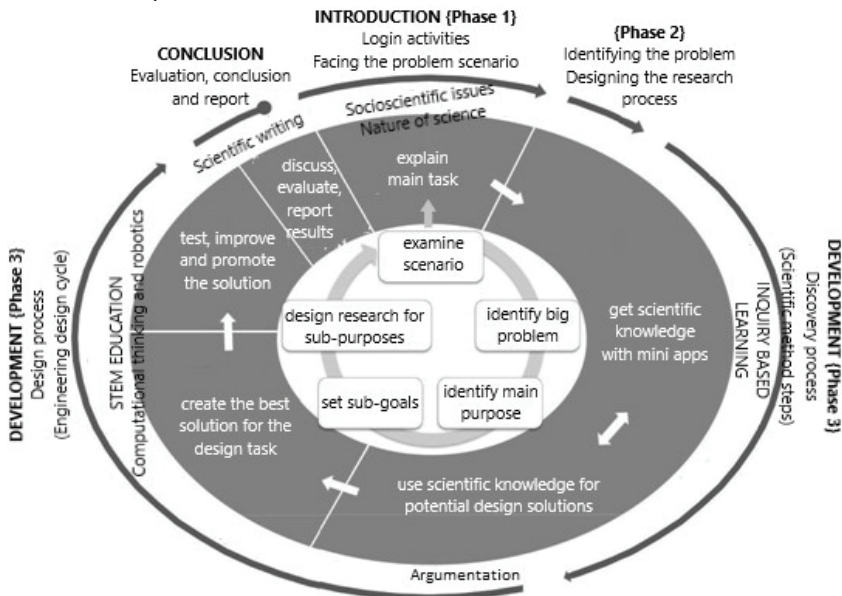 INTRODUCTION {Phase 1}
Login activities
Facing the problem scenario
{Phase 2}
Identifying the problem
Designing the research
process
CONCLUSION
Evaluation, conclusion
and report
Socioscientific issues
Nature of science
Scientific writing
explain
main task
discuss,
evaluate,
report
results
test, improve
and promote
the solution
examine
scenario
design research for
sub-purposes
identify big
problem
set sub-goals
identify main
purpose
get scientific
knowledge
with mini apps
create the best
solution for the
design task
use scientific knowledge for
potential design solutions
Argumentation
DEVELOPMENT {Phase 3}
Design process
(Engineering design cycle)
STEM EDUCATION
Computational thinking and robotics
INQUIRY BASED
LEARNING
DEVELOPMENT {Phase 3}
Discovery process
(Scientific method steps)